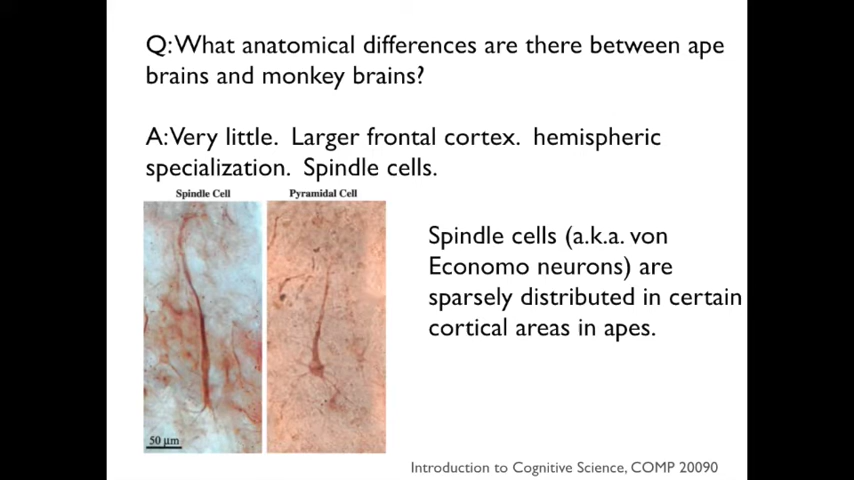 Q: What anatomical differences are there between ape
brains and monkey brains?
A: Very little. Larger frontal cortex. hemispheric
specialization. Spindle cells.
Spindle Cell
Pyramidal Cell
Spindle cells (a.k.a. von
Economo neurons) are
sparsely distributed in certain
cortical areas in apes.
50 µm
Introduction to Cognitive Science, COMP 20090